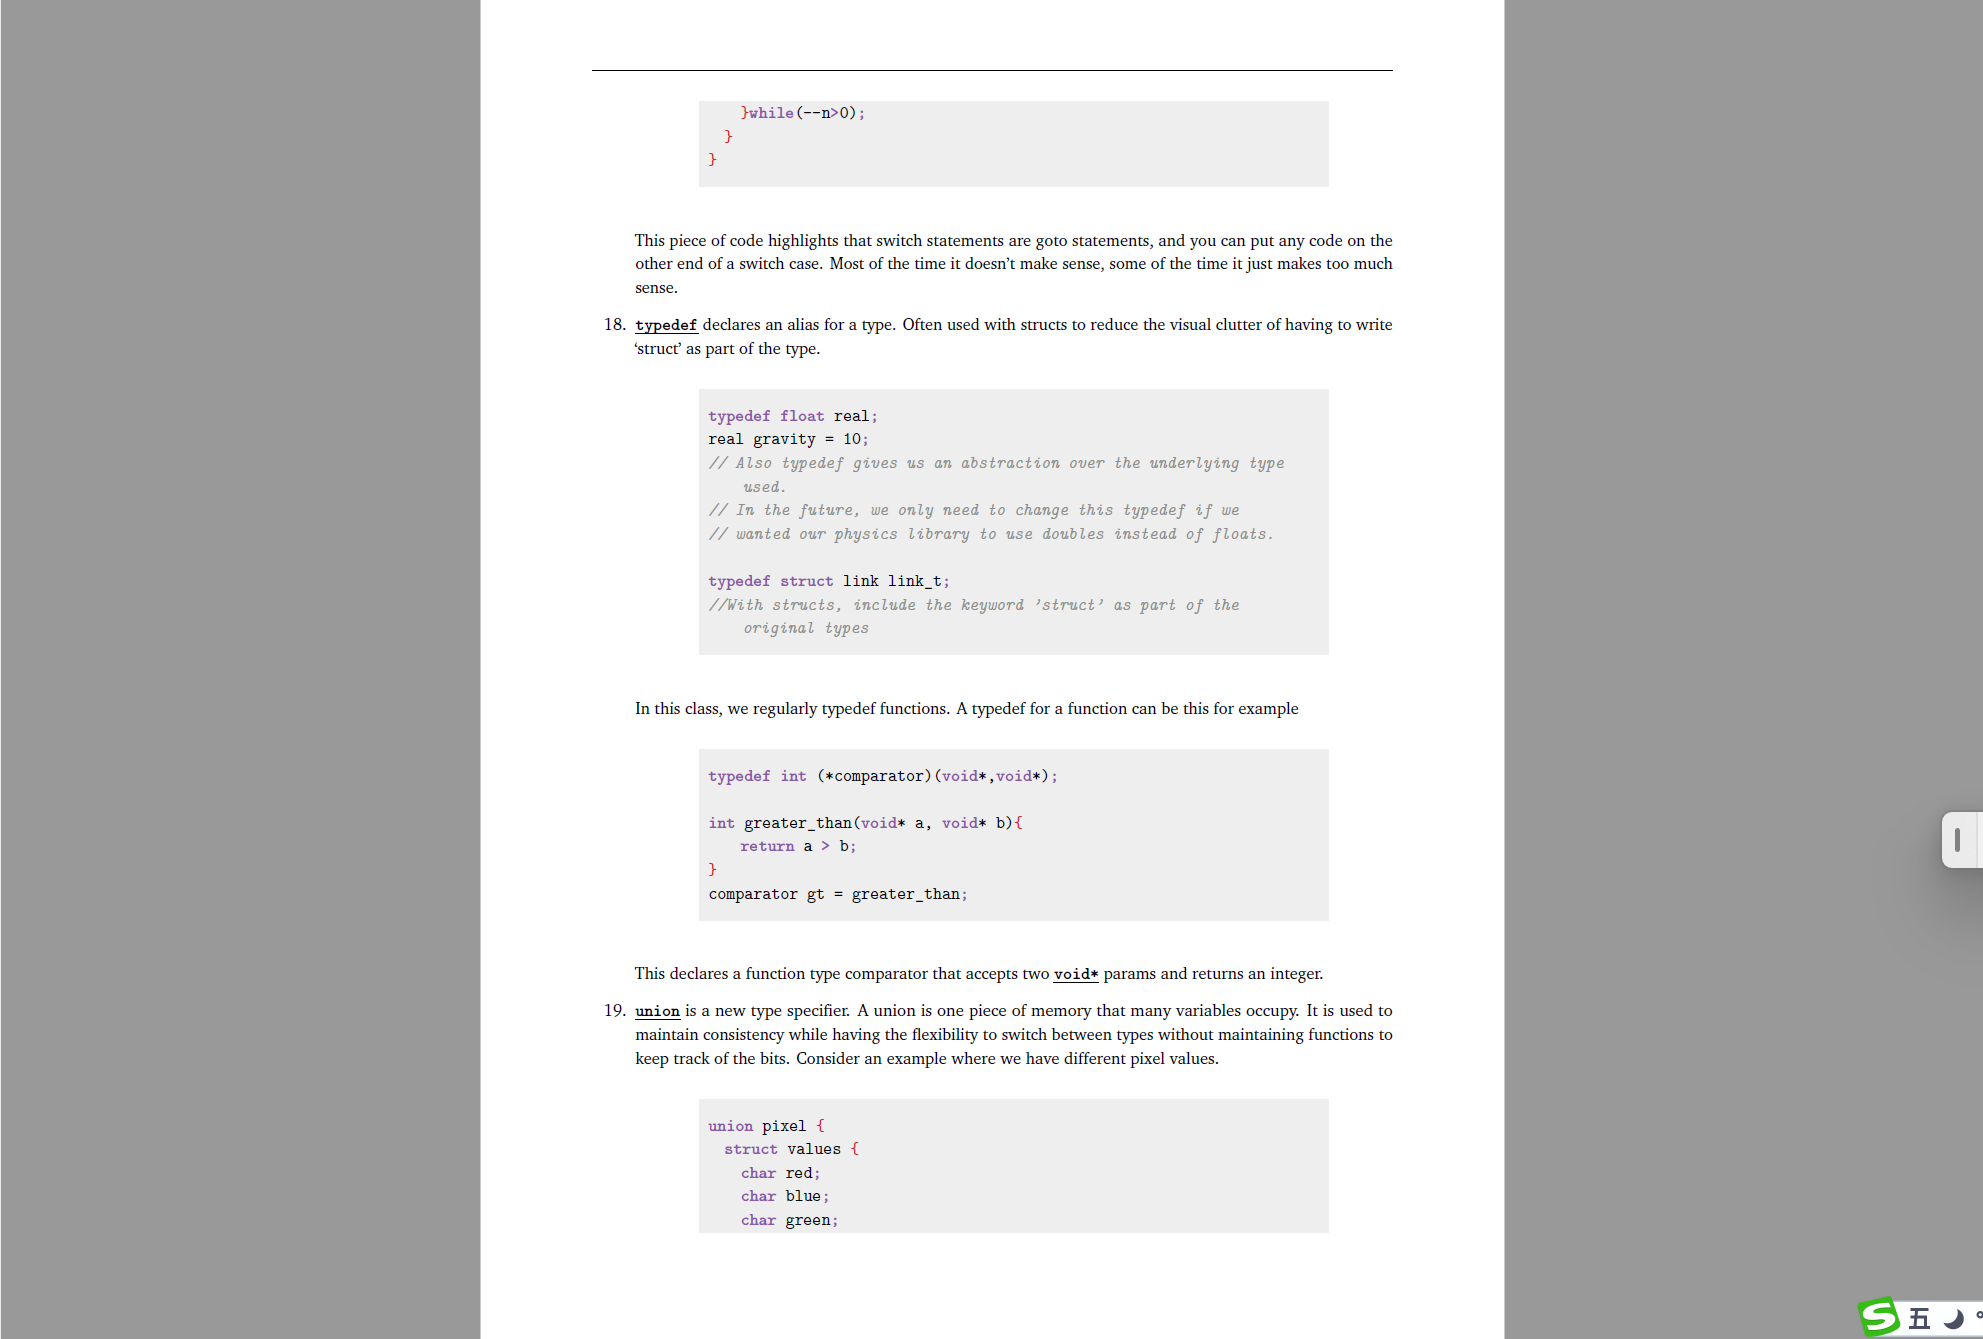 }while(--n>0);
}
}
This piece of code highlights that switch statements are goto statements, and you can put any code on the
other end of a switch case. Most of the time it doesn’t make sense, some of the time it just makes too much
sense.
18. typedef declares an alias for a type. Often used with structs to reduce the visual clutter of having to write
‘struct’ as part of the type.
typedef float real;
real gravity = 10;
// Also typedef gives us an abstraction over the underlying type
used.
// In the future, we only need to change this typedef if we
// wanted our physics library to use doubles instead of floats.
typedef struct link link_t;
//With structs, include the keyword ’struct’ as part of the
original types
In this class, we regularly typedef functions. A typedef for a function can be this for example
typedef int (*comparator)(void*,void*);
int greater_than(void* a, void* b){
return a > b;
}
comparator gt = greater_than;
This declares a function type comparator that accepts two void* params and returns an integer.
19. union is a new type specifier. A union is one piece of memory that many variables occupy. It is used to
maintain consistency while having the flexibility to switch between types without maintaining functions to
keep track of the bits. Consider an example where we have different pixel values.
union pixel {
struct values {
char red;
char blue;
char green;
S 五